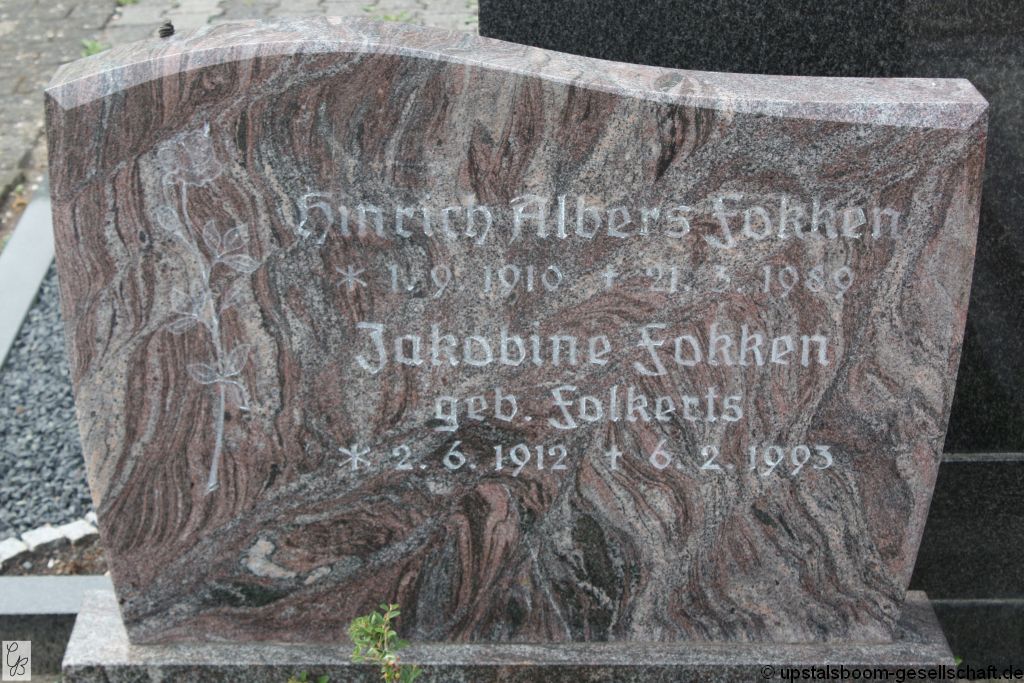 Hinrich Albers Fokken
* 1. 9. 1910 † 21. 3. 1989
Jakobine Fokken
geb. Folkerts
* 2. 6. 1912 † 6. 2. 1993
© upstalsboom-gesellschaft.de